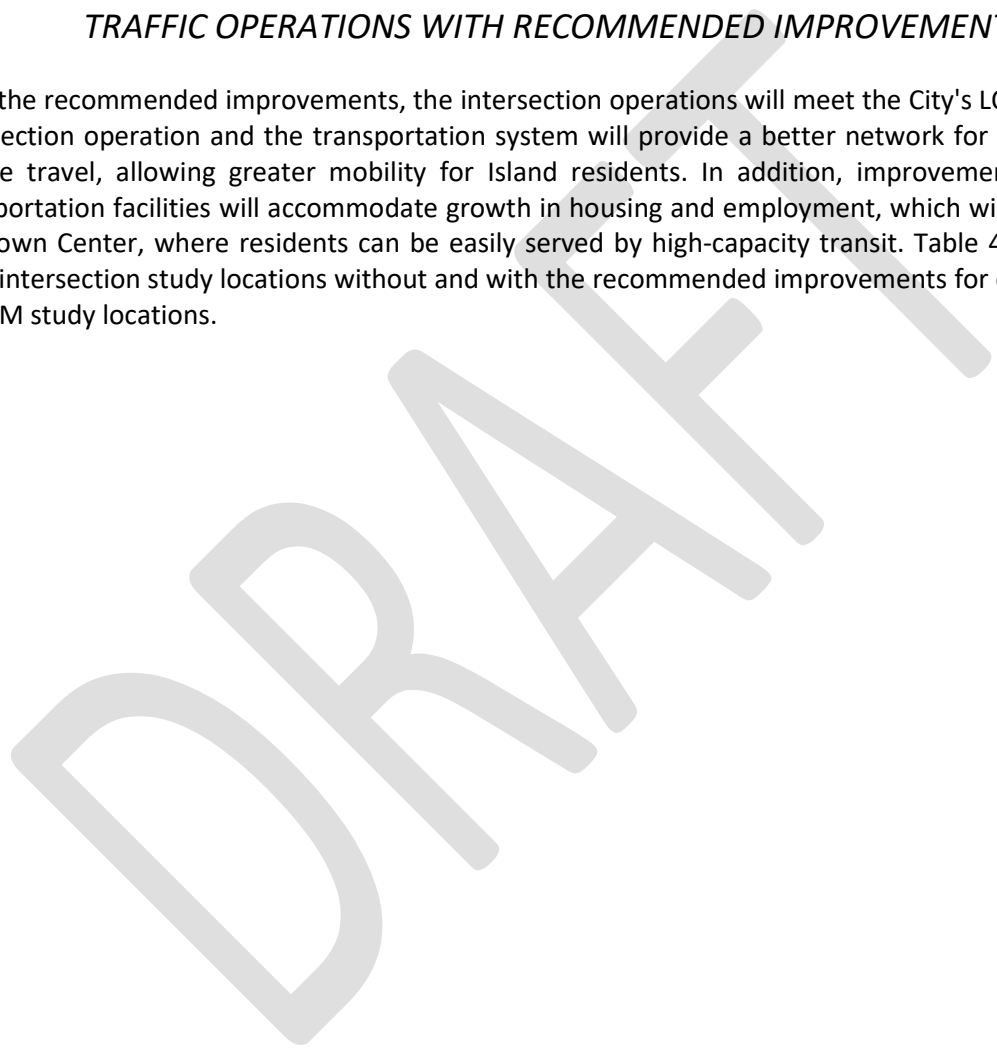 TRAFFIC OPERATIONS WITH RECOMMENDED IMPROVEMENT
the recommended improvements, the intersection operations will meet the City's
ection operation and the transportation system will provide a better network for
e travel, allowing greater mobility for Island residents. In addition, improvemen
portation facilities will accommodate growth in housing and employment, which wi
own Center, where residents can be easily served by high-capacity transit. Table 4
intersection study locations without and with the recommended improvements for
M study locations.
DRAFT